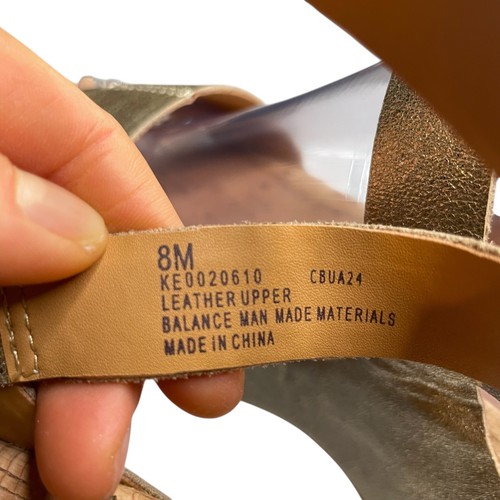 8M
KE0020610 CBUA24
LEATHER UPPER
BALANCE MAN MADE MATERIALS
MADE IN CHINA